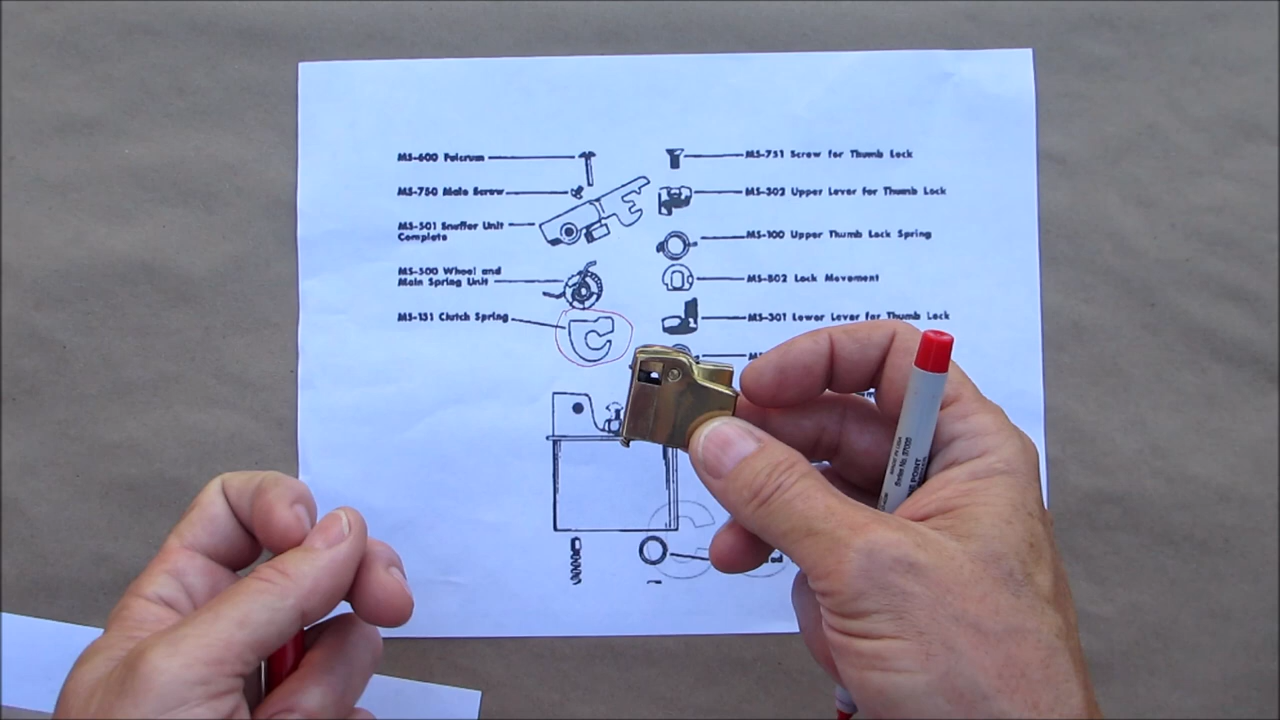 MS-600 Fulcrum
MS-750 Male Screw
MS-501 Snuffer Unit
Complete
MS-500 Wheel and
Main Spring Unit
MS-151 Clutch Spring
MS-751 Screw for Thumb Lock
MS-302 Upper Lever for Thumb Lock
MS-100 Upper Thumb Lock Spring
MS-802 Lock Movement
MS-301 Lower Lever for Thumb Lock